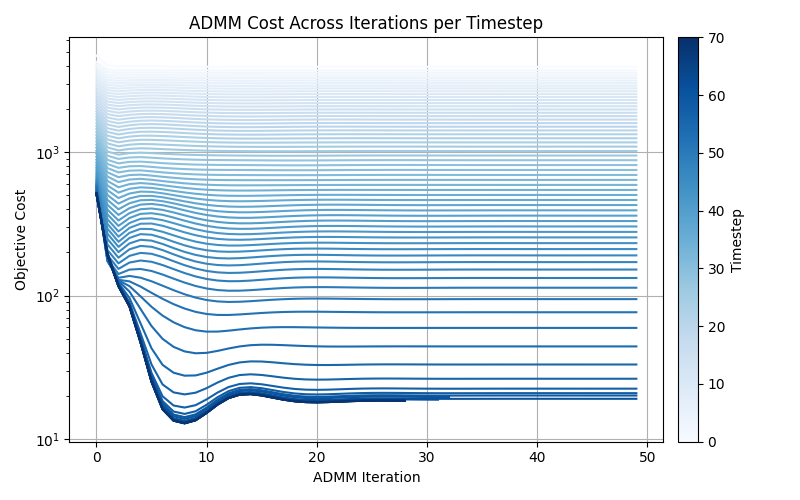 ADMM Cost Across Iterations per Timestep
Objective Cost
10³
10²
10¹
0 10 20 30 40 50
ADMM Iteration
70
60
50
40
30
20
10
0
Timestep